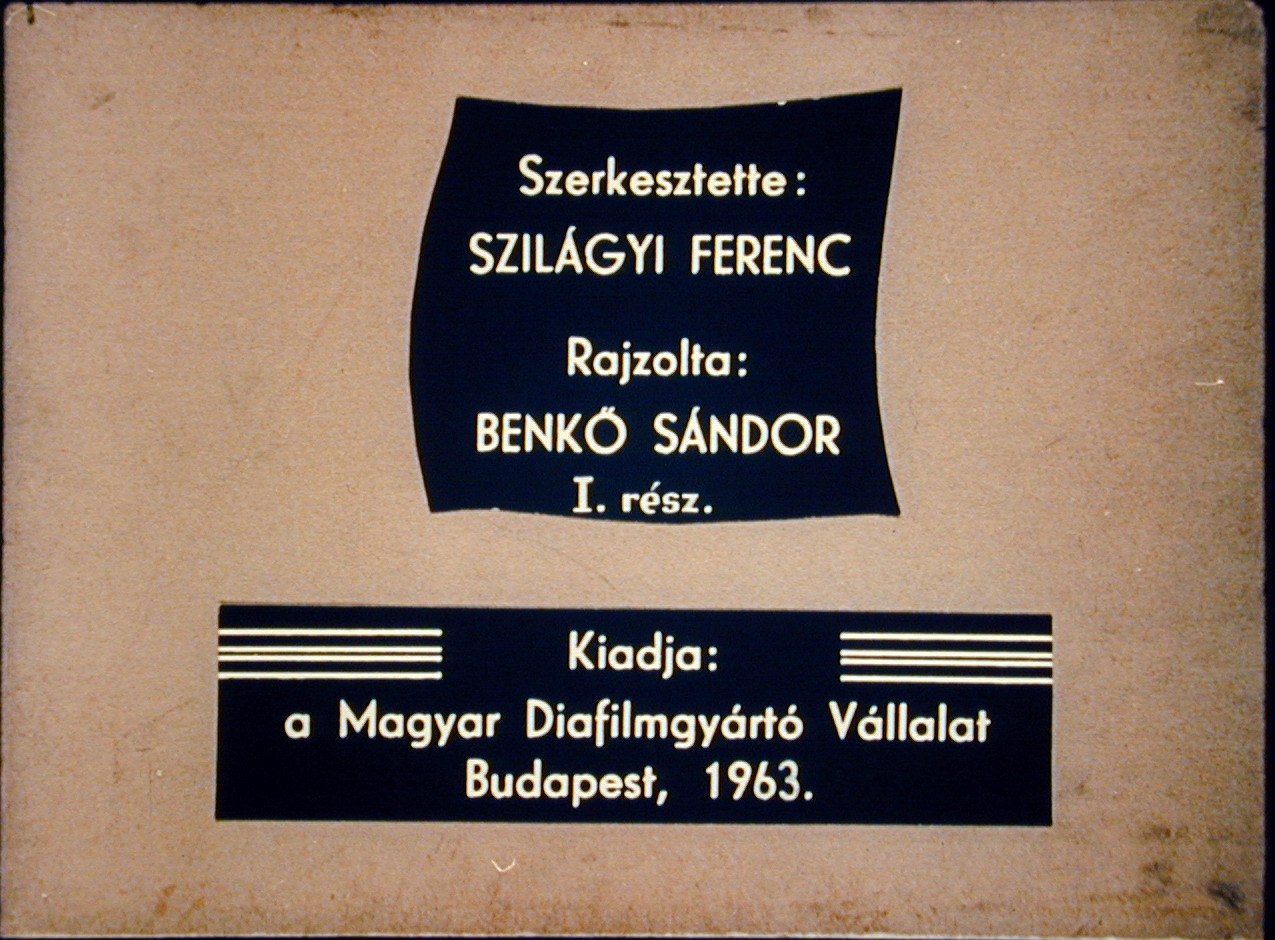 Szerkesztette:
SZILÁGYI FERENC
Rajzolta:
BENKŐ SÁNDOR
I. rész.
Kiadja:
a Magyar Diafilmgyártó Vállalat
Budapest, 1963.